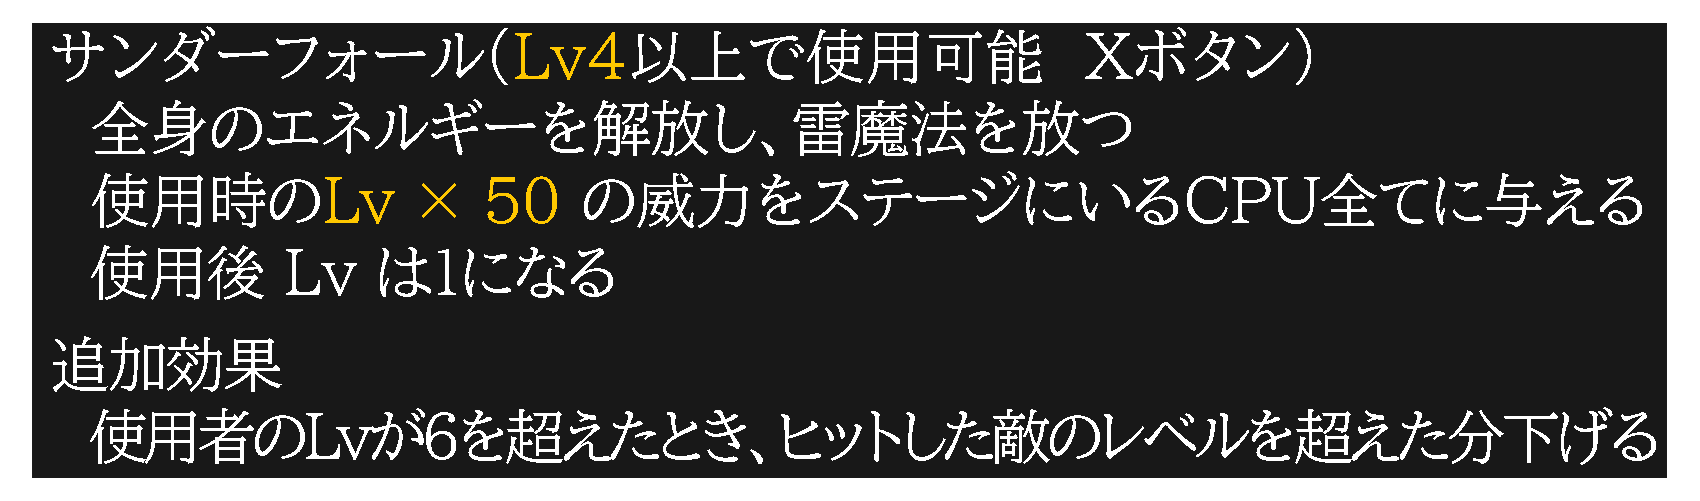 サンダーフォール(Lv4以上で使用可能　Xボタン)
全身のエネルギーを解放し、雷魔法を放つ
使用時のLv × 50 の威力をステージにいるCPU全てに与える
使用後 Lv は1になる
追加効果
使用者のLvが6を超えたとき、ヒットした敵のレベルを超えた分下げる